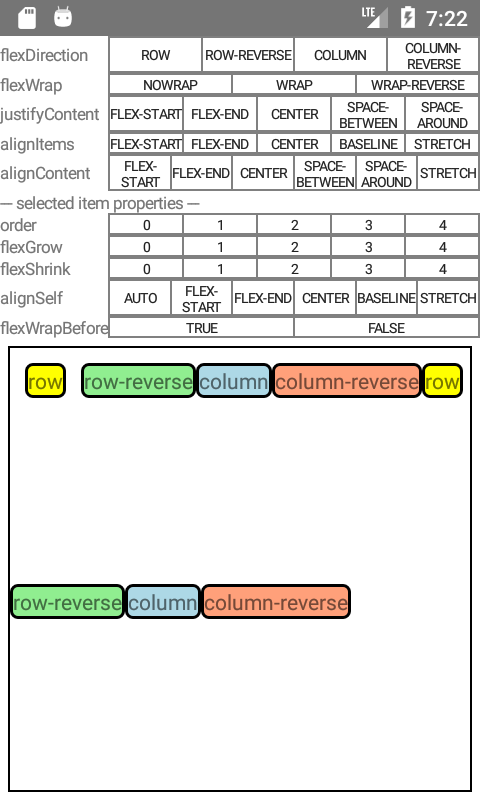 LTE 7:22
flexDirection ROW ROW-REVERSE COLUMN COLUMN-
REVERSE
flexWrap NOWRAP WRAP WRAP-REVERSE
justifyContent FLEX-START FLEX-END CENTER SPACE-
BETWEEN SPACE-
AROUND
alignItems FLEX-START FLEX-END CENTER BASELINE STRETCH
alignContent FLEX-
START FLEX-END CENTER SPACE-
BETWEEN SPACE-
AROUND STRETCH
--- selected item properties ---
order 0 1 2 3 4
flexGrow 0 1 2 3 4
flexShrink 0 1 2 3 4
alignSelf AUTO FLEX-
START FLEX-END CENTER BASELINE STRETCH
flexWrapBefore TRUE FALSE
row row-reverse column column-reverse row
row-reverse column column-reverse